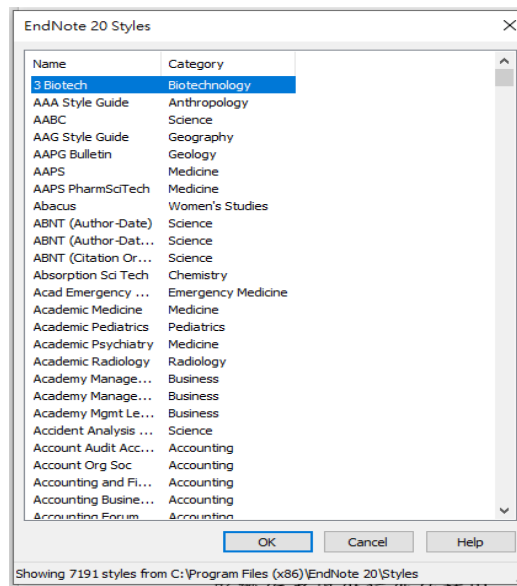 EndNote 20 Styles
Name Category
3 Biotech Biotechnology
AAA Style Guide Anthropology
AABC Science
AAG Style Guide Geography
AAPG Bulletin Geology
AAPS Medicine
AAPS PharmSciTech Medicine
Abacus Women's Studies
ABNT (Author-Date) Science
ABNT (Author-Dat... Science
ABNT (Citation Or... Science
Absorption Sci Tech Chemistry
Acad Emergency ... Emergency Medicine
Academic Medicine Medicine
Academic Pediatrics Pediatrics
Academic Psychiatry Medicine
Academic Radiology Radiology
Academy Manage... Business
Academy Manage... Business
Academy Mgmt Le... Business
Accident Analysis ... Science
Account Audit Acc... Accounting
Account Org Soc Accounting
Accounting and Fi... Accounting
Accounting Busine... Accounting
Accounting Forum Accounting
OK Cancel Help
Showing 7191 styles from C:\Program Files (x86)\EndNote 20\Styles